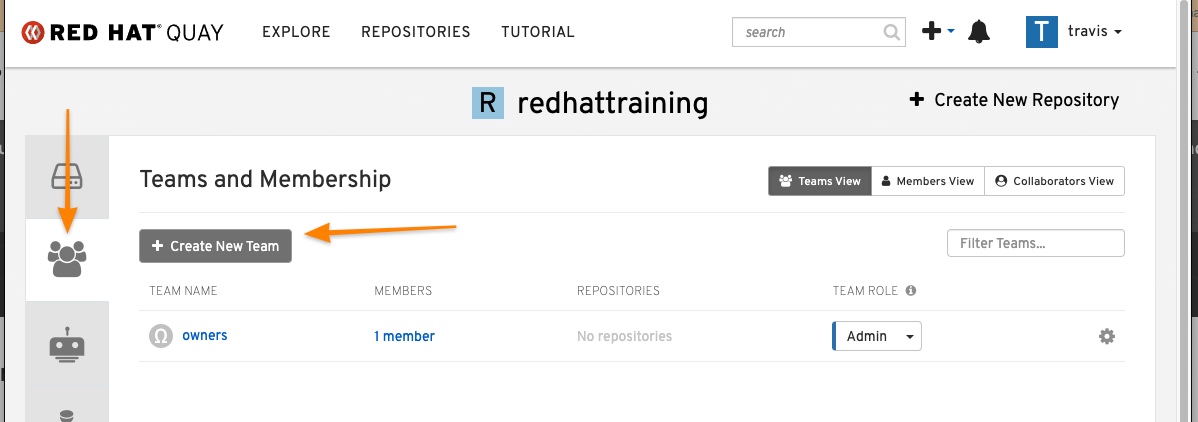 RED HAT® QUAY EXPLORE REPOSITORIES TUTORIAL search T travis
R redhattraining Create New Repository
Teams and Membership Teams View Members View Collaborators View
Create New Team Filter Teams...
TEAM NAME MEMBERS REPOSITORIES TEAM ROLE
owners 1 member No repositories Admin